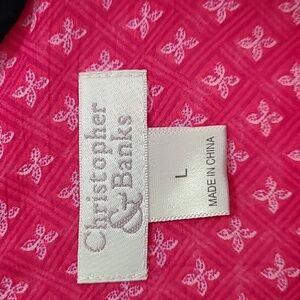 Christopher
& Banks
L
MADE IN CHINA